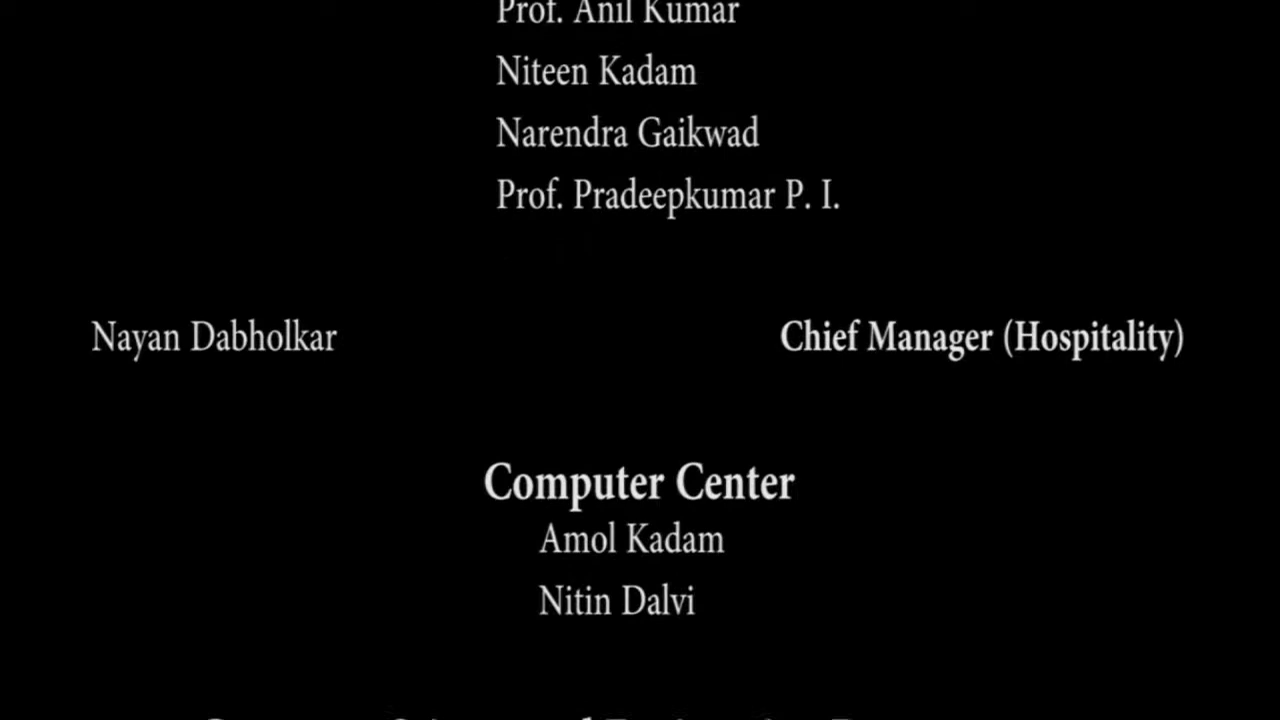 Prof. Anil Kumar
Niteen Kadam
Narendra Gaikwad
Prof. Pradeepkumar P. I.
Nayan Dabholkar Chief Manager (Hospitality)
Computer Center
Amol Kadam
Nitin Dalvi